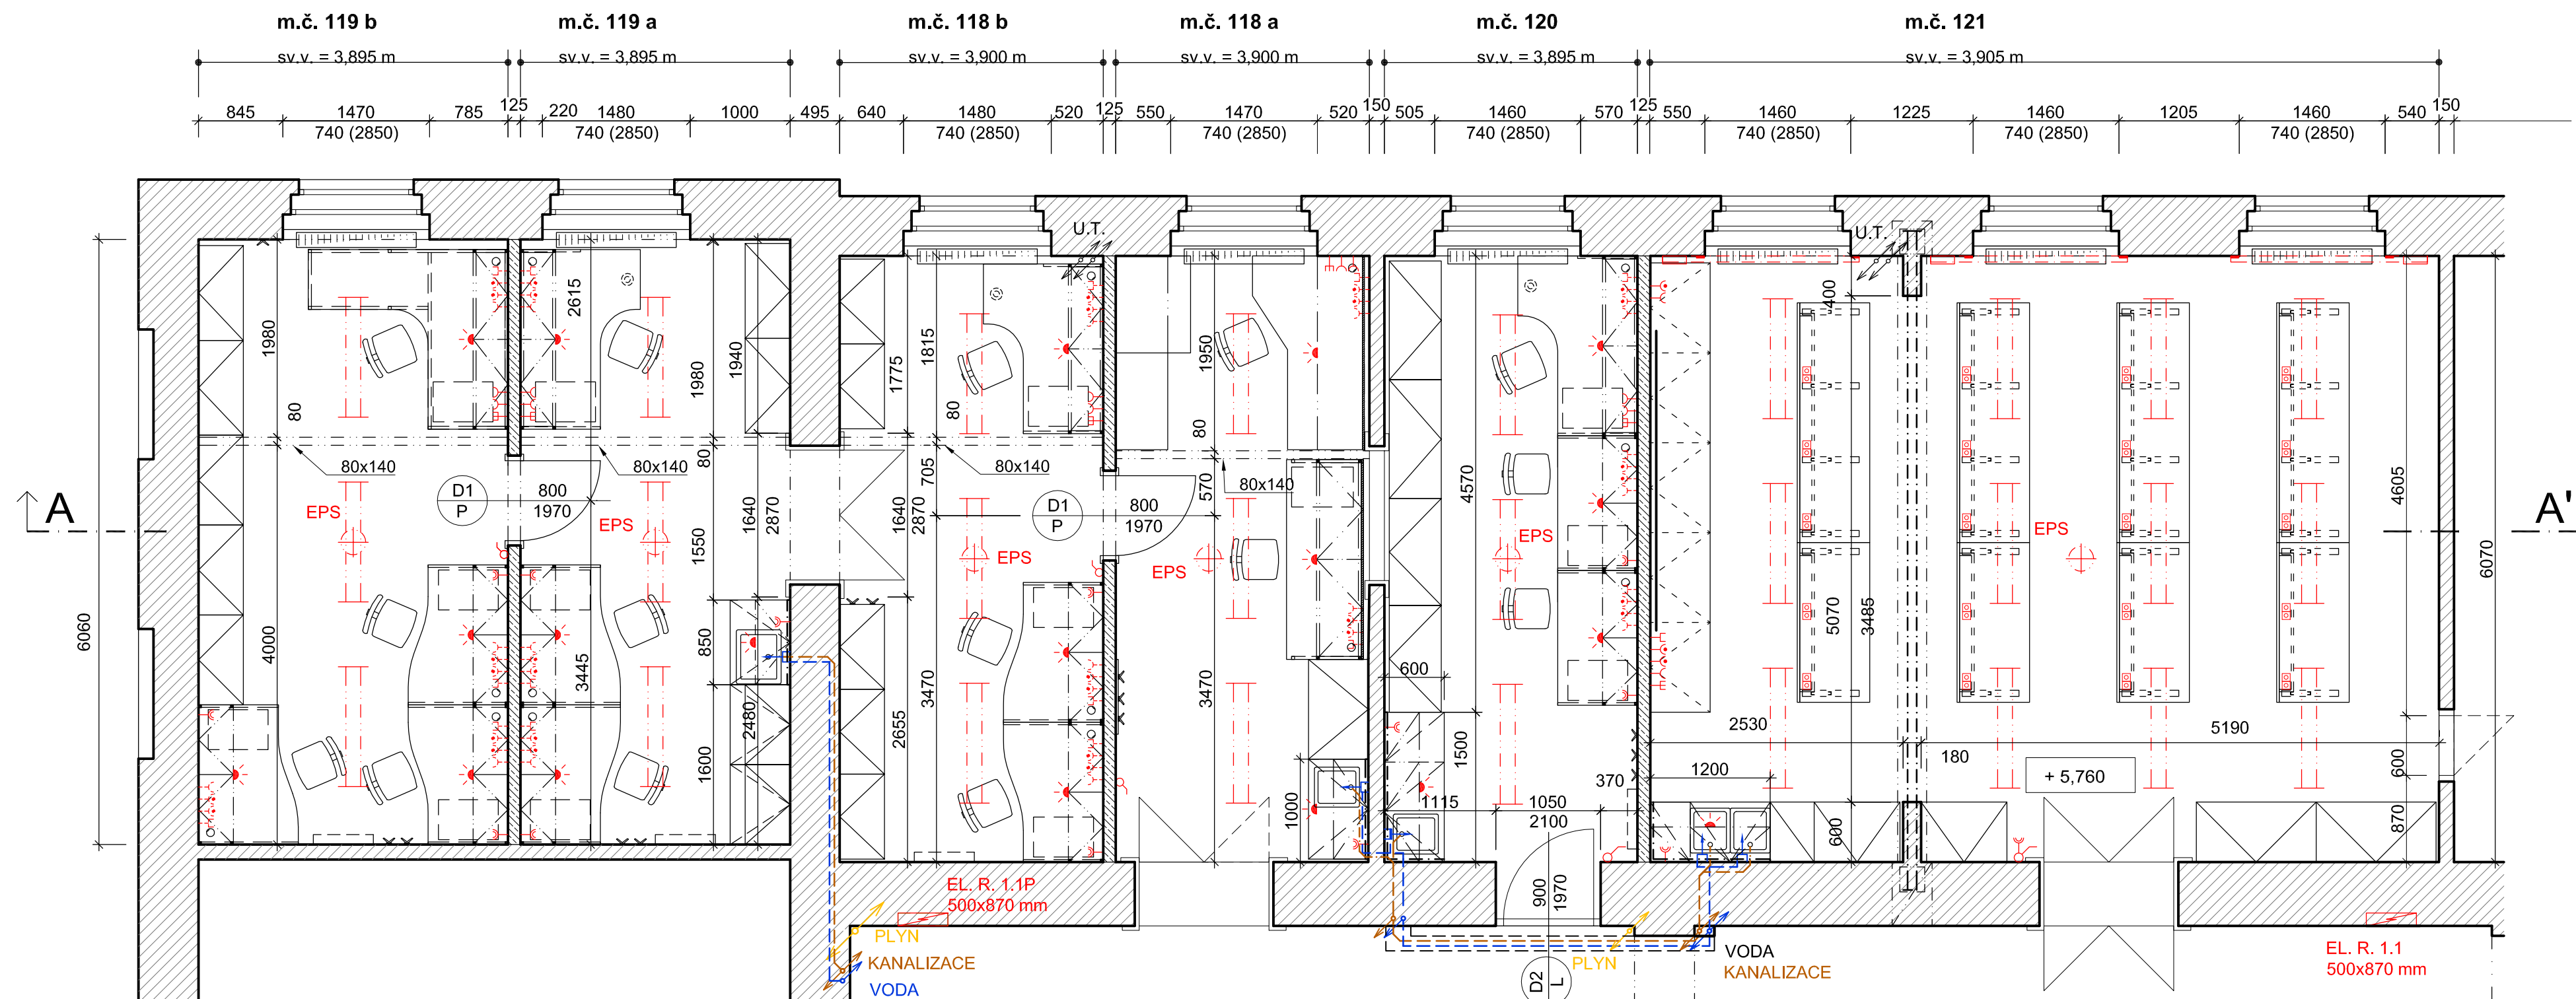 m.č. 119 b
m.č. 119 a
m.č. 118 b
m.č. 118 a
m.č. 120
m.č. 121
sv.v. = 3,895 m
sv.v. = 3,895 m
sv.v. = 3,900 m
sv.v. = 3,900 m
sv.v. = 3,895 m
sv.v. = 3,905 m
845
1470
785
125
220
1480
1000
495
640
1480
520
125
550
1470
520
150
505
1460
570
125
550
1460
1225
1460
1205
1460
540
150
740 (2850)
740 (2850)
740 (2850)
740 (2850)
740 (2850)
740 (2850)
740 (2850)
740 (2850)
U.T.
U.T.
1980
2615
1980
1940
1775
1815
1950
400
80
80
80
80x140
80x140
80
80x140
705
570
80x140
4570
4605
D1
P
800
1970
D1
P
800
1970
A
A'
EPS
EPS
EPS
EPS
EPS
EPS
1550
1640
2870
1640
2870
6060
4000
3445
850
2480
1600
2655
3470
3470
600
1500
5070
3485
6070
2530
180
5190
+ 5,760
600
870
1000
1115
1050
2100
370
1200
600
900
1970
D2
L
EL. R. 1.1P
500x870 mm
PLYN
KANALIZACE
VODA
PLYN
VODA
KANALIZACE
EL. R. 1.1
500x870 mm